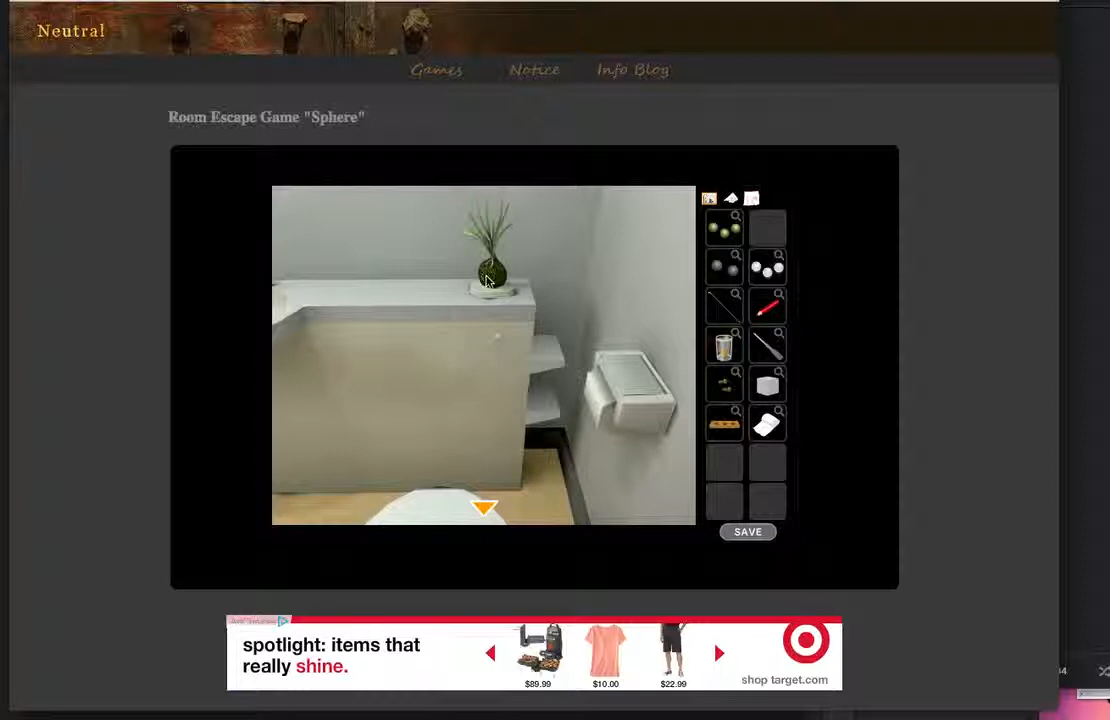 Neutral
Games Notice Info Blog
Room Escape Game "Sphere"
SAVE
spotlight: items that
really shine.
$89.99 $10.00 $22.99
shop target.com